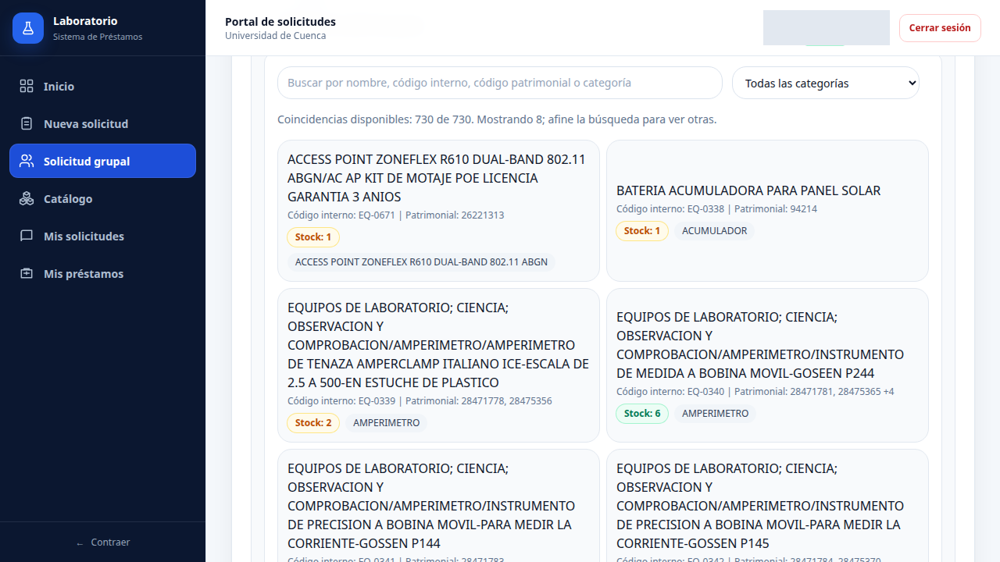 Laboratorio
Sistema de Préstamos
Inicio
Nueva solicitud
Solicitud grupal
Catálogo
Mis solicitudes
Mis préstamos
← Contraer
Portal de solicitudes
Universidad de Cuenca
Cerrar sesión
Buscar por nombre, código interno, código patrimonial o categoría
Todas las categorías
Coincidencias disponibles: 730 de 730. Mostrando 8; afine la búsqueda para ver otras.
ACCESS POINT ZONEFLEX R610 DUAL-BAND 802.11
ABGN/AC AP KIT DE MOTAJE POE LICENCIA
GARANTIA 3 ANIOS
Código interno: EQ-0671 | Patrimonial: 26221313
Stock: 1
ACCESS POINT ZONEFLEX R610 DUAL-BAND 802.11 ABGN
BATERIA ACUMULADORA PARA PANEL SOLAR
Código interno: EQ-0338 | Patrimonial: 94214
Stock: 1 ACUMULADOR
EQUIPOS DE LABORATORIO; CIENCIA;
OBSERVACION Y
COMPROBACION/AMPERIMETRO/AMPERIMETRO
DE TENAZA AMPERCLAMP ITALIANO ICE-ESCALA DE
2.5 A 500-EN ESTUCHE DE PLASTICO
Código interno: EQ-0339 | Patrimonial: 28471778, 28475356
Stock: 2 AMPERIMETRO
EQUIPOS DE LABORATORIO; CIENCIA;
OBSERVACION Y
COMPROBACION/AMPERIMETRO/INSTRUMENTO
DE MEDIDA A BOBINA MOVIL-GOSEEN P244
Código interno: EQ-0340 | Patrimonial: 28471781, 28475365 +4
Stock: 6 AMPERIMETRO
EQUIPOS DE LABORATORIO; CIENCIA;
OBSERVACION Y
COMPROBACION/AMPERIMETRO/INSTRUMENTO
DE PRECISION A BOBINA MOVIL-PARA MEDIR LA
CORRIENTE-GOSSEN P144
Código interno: EQ-0341 | Patrimonial: 28471783
EQUIPOS DE LABORATORIO; CIENCIA;
OBSERVACION Y
COMPROBACION/AMPERIMETRO/INSTRUMENTO
DE PRECISION A BOBINA MOVIL-PARA MEDIR LA
CORRIENTE-GOSSEN P145
Código interno: EQ-0342 | Patrimonial: 28471784, 28475370